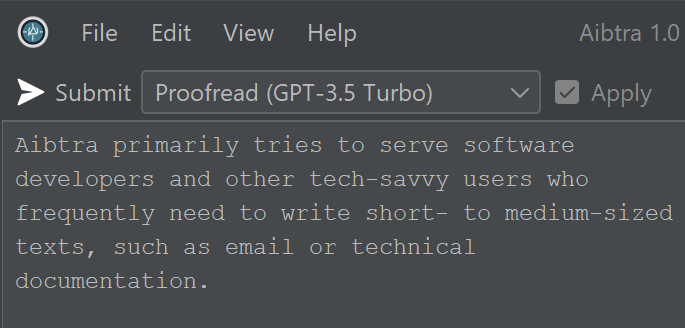 File Edit View Help Aibtra 1.0
Submit Proofread (GPT-3.5 Turbo) Apply
Aibtra primarily tries to serve software
developers and other tech-savvy users who
frequently need to write short- to medium-sized
texts, such as email or technical
documentation.